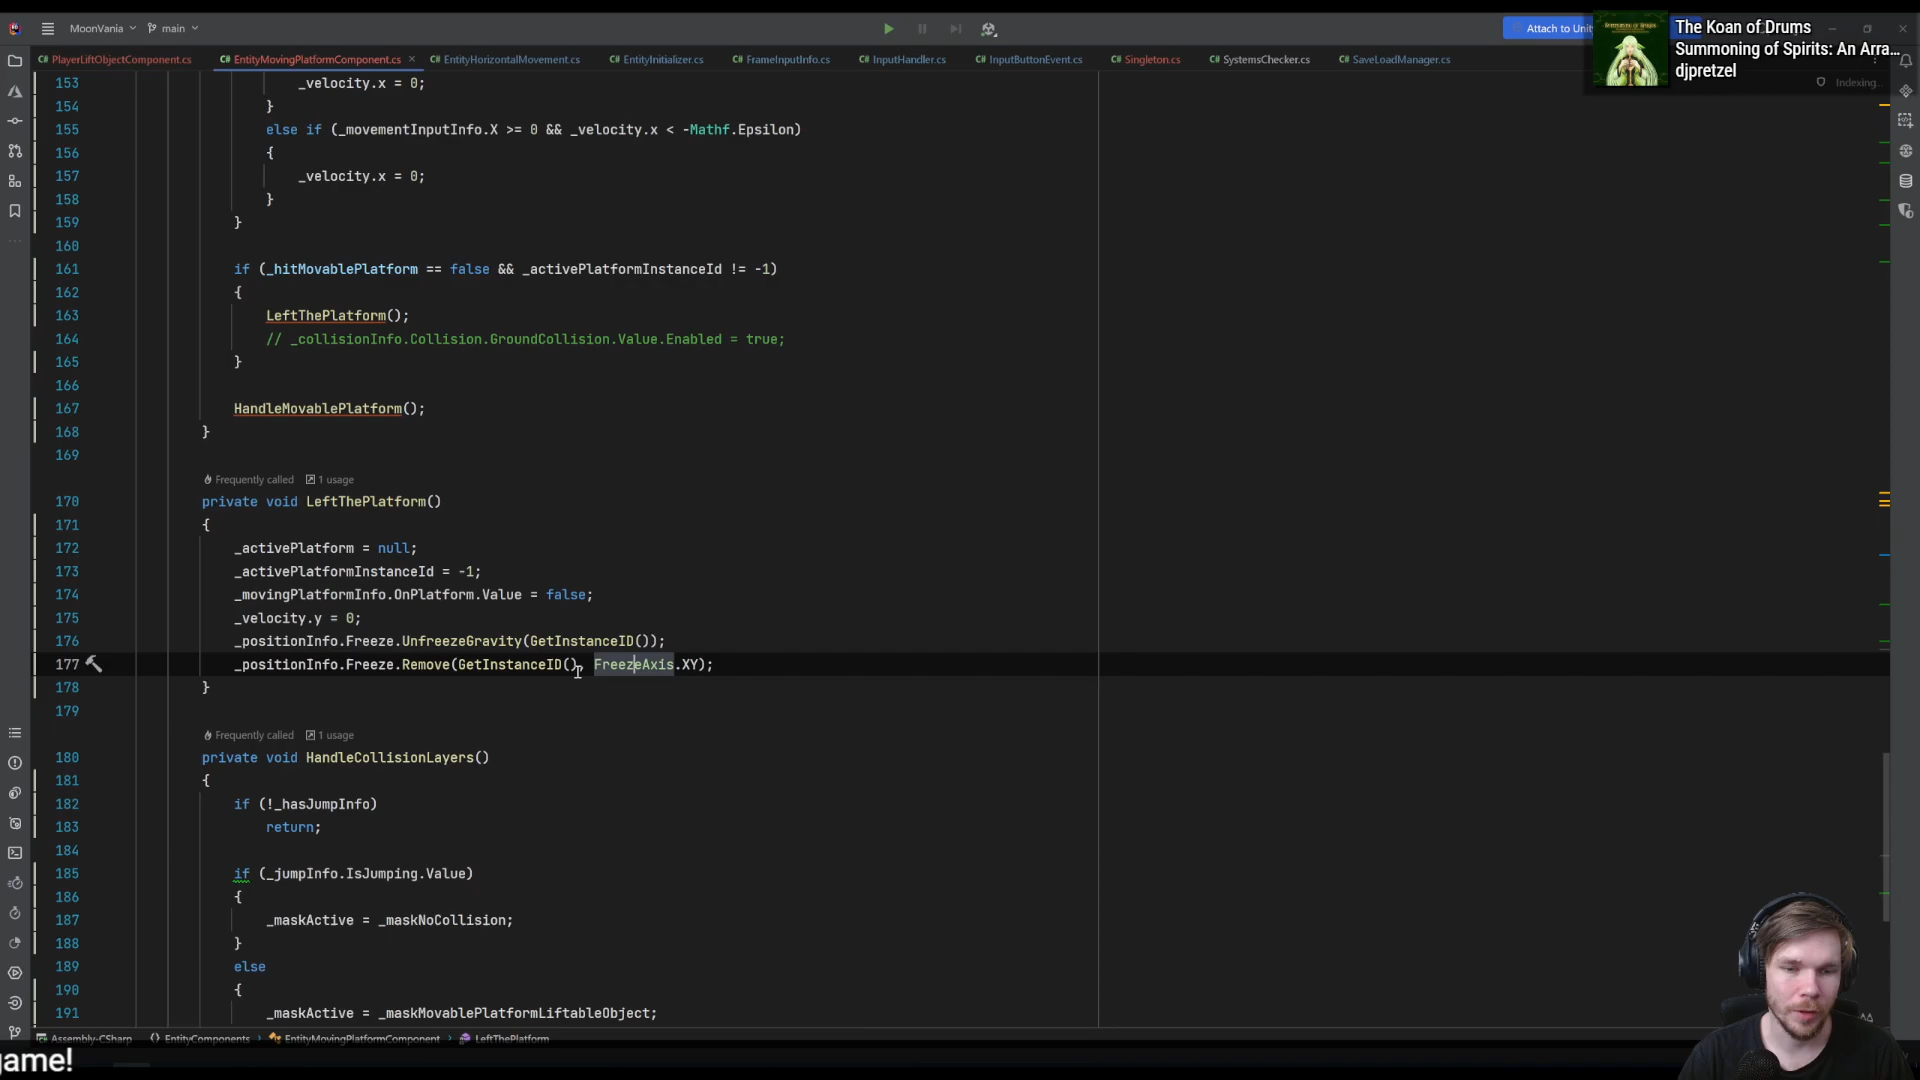 MoonVania
main
Attach to Unit
The Koan of Drums
Summoning of Spirits: An Arra...
djpretzel
PlayerLiftObjectComponent.cs
EntityMovingPlatformComponent.cs
EntityHorizontalMovement.cs
EntityInitializer.cs
FrameInputInfo.cs
InputHandler.cs
InputButtonEvent.cs
Singleton.cs
SystemsChecker.cs
SaveLoadManager.cs
Indexing...
153 _velocity.x = 0;
154 }
155 else if (_movementInputInfo.X >= 0 && _velocity.x < -Mathf.Epsilon)
156 {
157 _velocity.x = 0;
158 }
159 }
160
161 if (_hitMovablePlatform == false && _activePlatformInstanceId != -1)
162 {
163 LeftThePlatform();
164 // _collisionInfo.Collision.GroundCollision.Value.Enabled = true;
165 }
166
167 HandleMovablePlatform();
168 }
169
Frequently called 1 usage
170 private void LeftThePlatform()
171 {
172 _activePlatform = null;
173 _activePlatformInstanceId = -1;
174 _movingPlatformInfo.OnPlatform.Value = false;
175 _velocity.y = 0;
176 _positionInfo.Freeze.UnfreezeGravity(GetInstanceID());
177 _positionInfo.Freeze.Remove(GetInstanceID(), FreezeAxis.XY);
178 }
179
Frequently called 1 usage
180 private void HandleCollisionLayers()
181 {
182 if (!_hasJumpInfo)
183 return;
184
185 if (_jumpInfo.IsJumping.Value)
186 {
187 _maskActive = _maskNoCollision;
188 }
189 else
190 {
191 _maskActive = _maskMovablePlatformLiftableObject;
Assembly-CSharp
EntityComponents
EntityMovingPlatformComponent
LeftThePlatform
game!